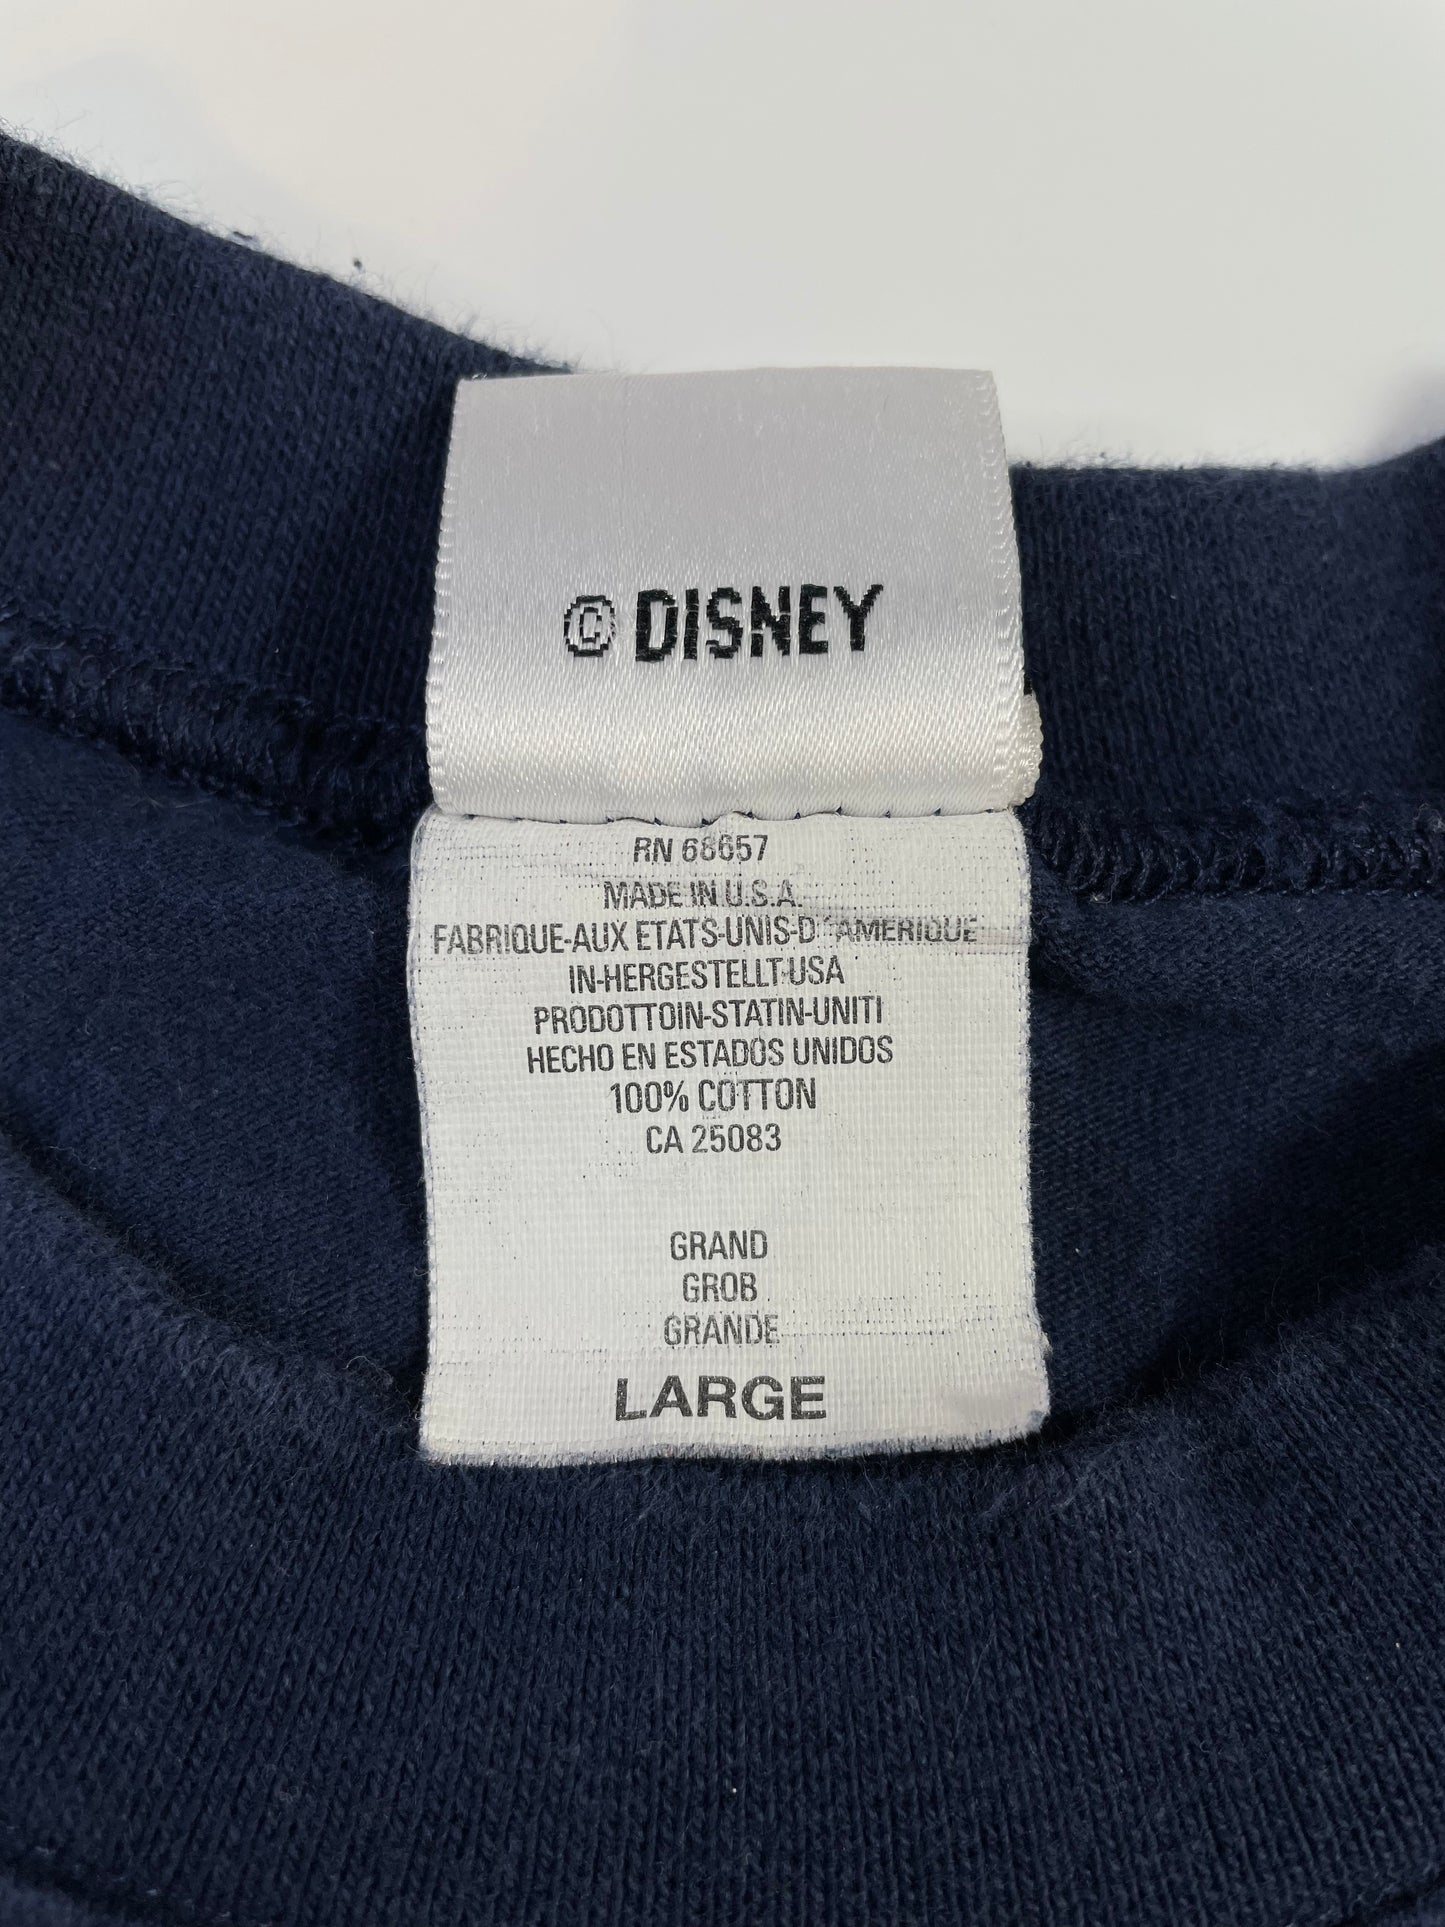 © DISNEY
RN 68657
MADE IN U.S.A.
FABRIQUE-AUX ETATS-UNIS-D'AMERIQUE
IN-HERGESTELLT-USA
PRODOTTOIN-STATIN-UNITI
HECHO EN ESTADOS UNIDOS
100% COTTON
CA 25083
GRAND
GROB
GRANDE
LARGE